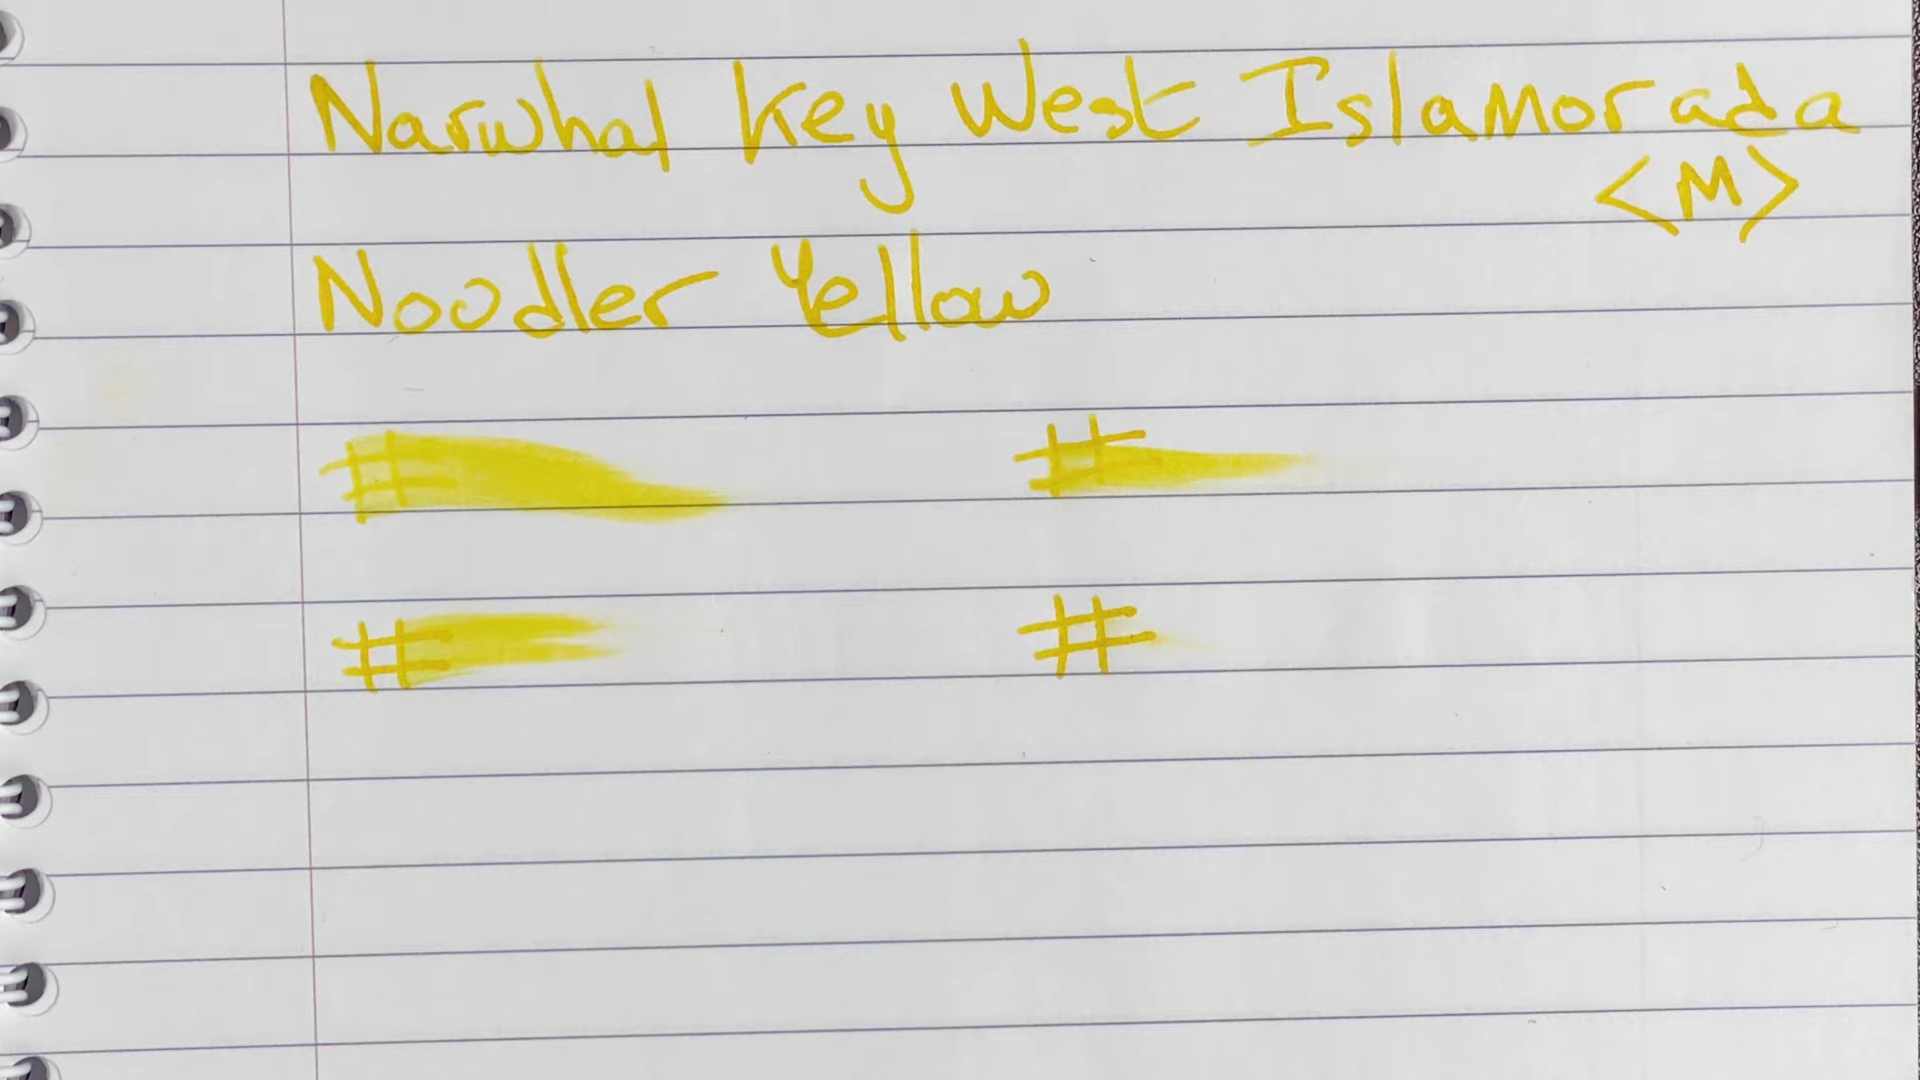 Narwhal Key West Islamorada
<M>
Noodler Yellow
# #
# #